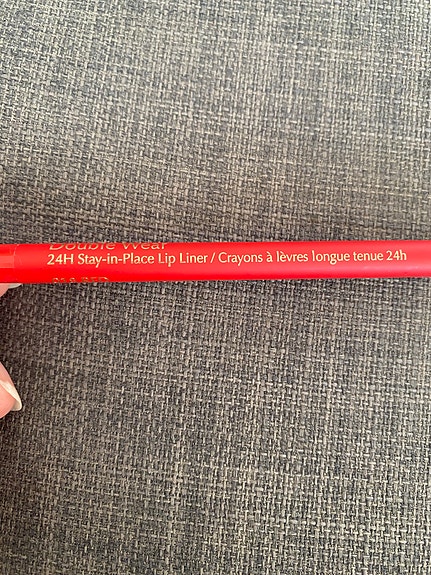 Double Wear
24H Stay-in-Place Lip Liner / Crayons à lèvres longue tenue 24h